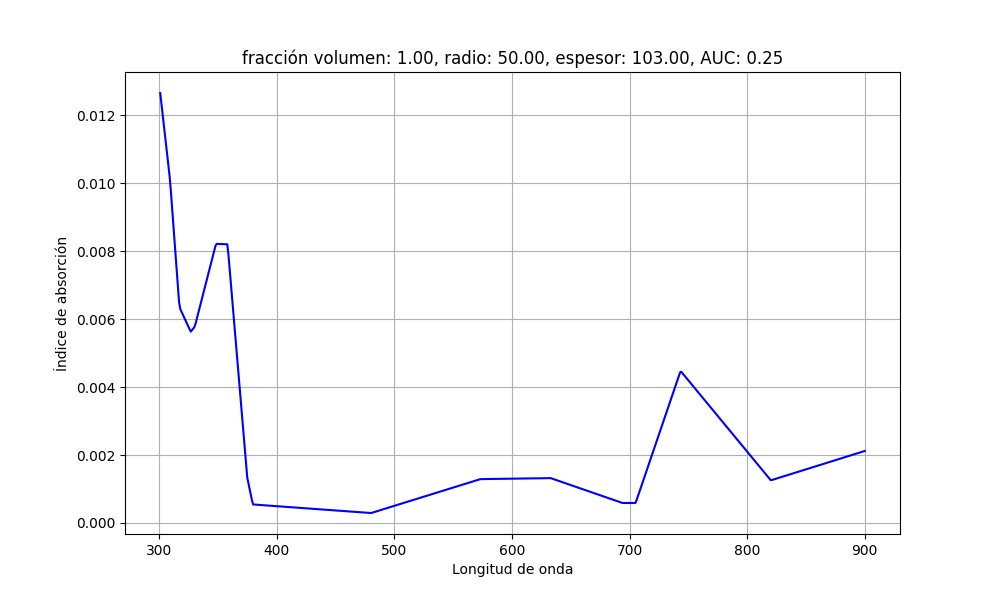 fracción volumen: 1.00, radio: 50.00, espesor: 103.00, AUC: 0.25
Índice de absorción
0.012
0.010
0.008
0.006
0.004
0.002
0.000
300 400 500 600 700 800 900
Longitud de onda